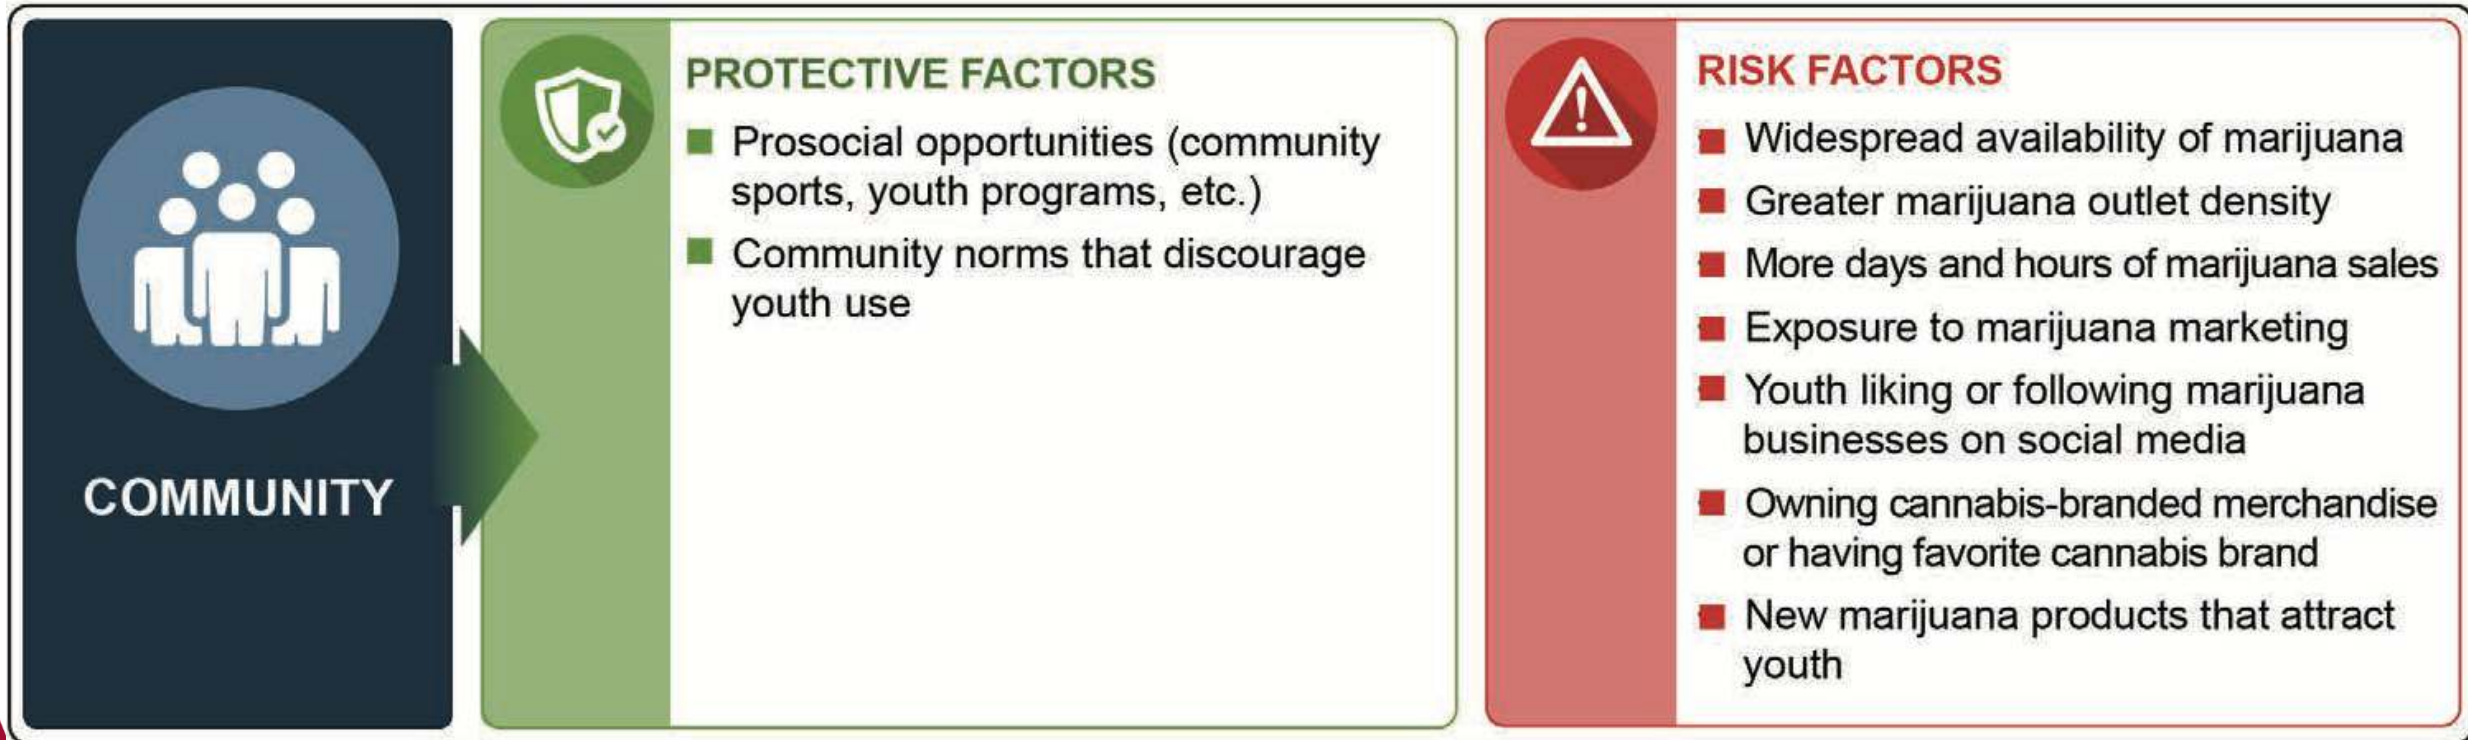 COMMUNITY
PROTECTIVE FACTORS
Prosocial opportunities (community
sports, youth programs, etc.)
Community norms that discourage
youth use
RISK FACTORS
Widespread availability of marijuana
Greater marijuana outlet density
More days and hours of marijuana sales
Exposure to marijuana marketing
Youth liking or following marijuana
businesses on social media
Owning cannabis-branded merchandise
or having favorite cannabis brand
New marijuana products that attract
youth